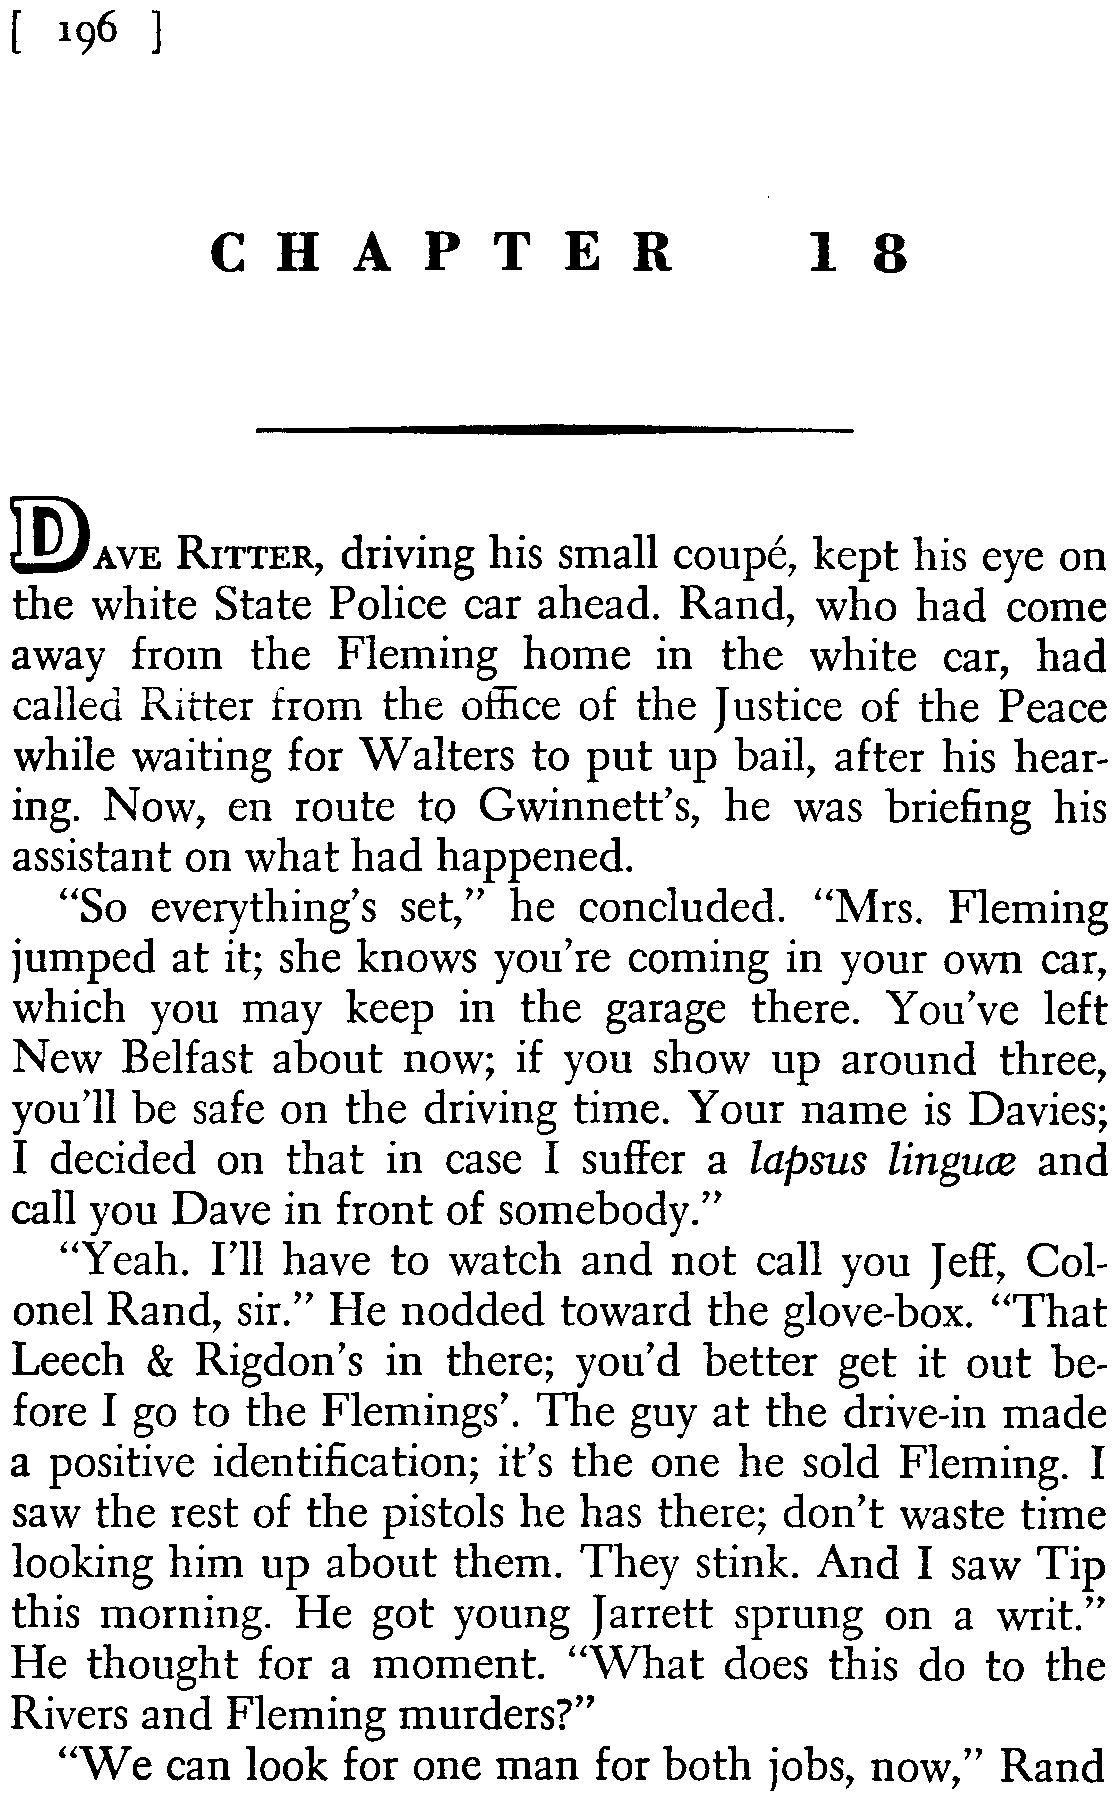 [ 196 ]
CHAPTER 18
DAVE RITTER, driving his small coupé, kept his eye on
the white State Police car ahead. Rand, who had come
away from the Fleming home in the white car, had
called Ritter from the office of the Justice of the Peace
while waiting for Walters to put up bail, after his hear-
ing. Now, en route to Gwinnett's, he was briefing his
assistant on what had happened.
“So everything's set,” he concluded. “Mrs. Fleming
jumped at it; she knows you're coming in your own car,
which you may keep in the garage there. You've left
New Belfast about now; if you show up around three,
you'll be safe on the driving time. Your name is Davies;
I decided on that in case I suffer a lapsus linguæ and
call you Dave in front of somebody.”
“Yeah. I'll have to watch and not call you Jeff, Col-
onel Rand, sir.” He nodded toward the glove-box. “That
Leech & Rigdon's in there; you'd better get it out be-
fore I go to the Flemings'. The guy at the drive-in made
a positive identification; it's the one he sold Fleming. I
saw the rest of the pistols he has there; don't waste time
looking him up about them. They stink. And I saw Tip
this morning. He got young Jarrett sprung on a writ.”
He thought for a moment. “What does this do to the
Rivers and Fleming murders?”
“We can look for one man for both jobs, now,” Rand